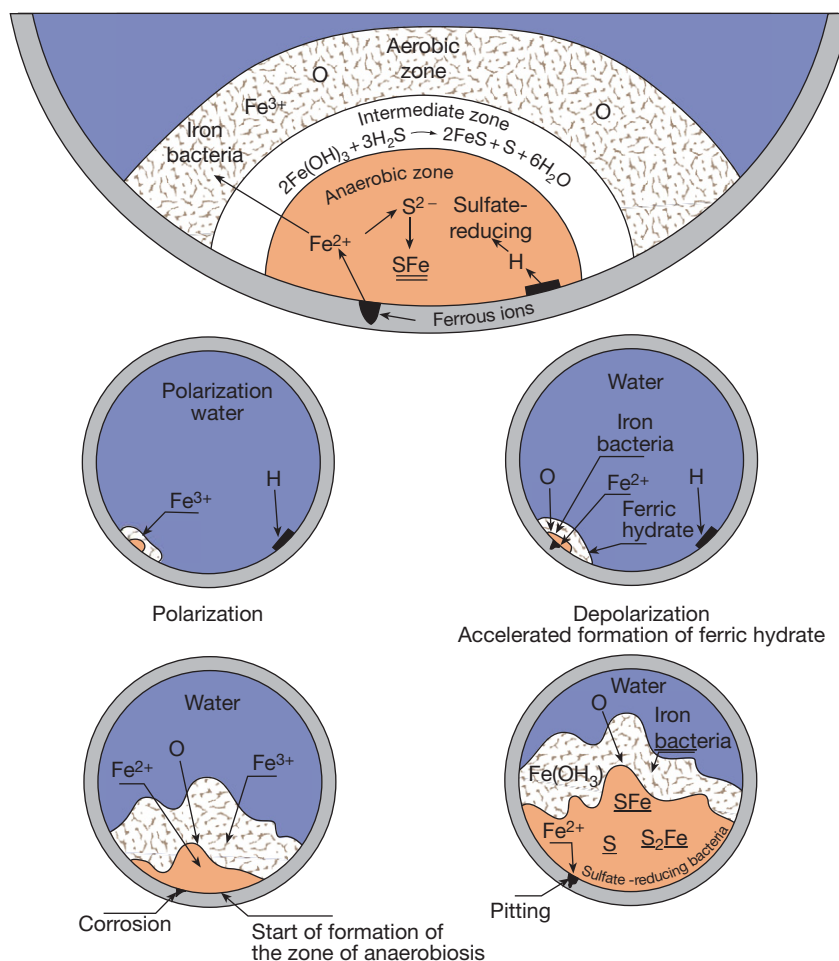 Aerobic
zone
O
Fe³⁺
O
Iron
bacteria
Intermediate zone
2Fe(OH)₃ + 3H₂S → 2FeS + S + 6H₂O
Anaerobic zone
S²⁻
Sulfate-
reducing
Fe²⁺
H
SFe
Ferrous ions
Polarization
water
H
Fe³⁺
Polarization
Water
Iron
bacteria
O
Fe²⁺
H
Ferric
hydrate
Depolarization
Accelerated formation of ferric hydrate
Water
O
Fe²⁺
Fe³⁺
Corrosion
Start of formation of
the zone of anaerobiosis
Water
O
Iron
bacteria
Fe(OH₃)
SFe
Fe²⁺
S
S₂Fe
Sulfate -reducing bacteria
Pitting